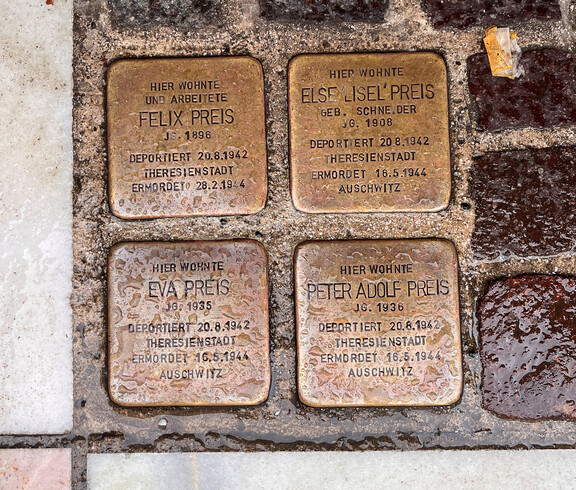 HIER WOHNTE
UND ARBEITETE
FELIX PREIS
JG. 1896
DEPORTIERT 20.8.1942
THERESIENSTADT
ERMORDET 28.2.1944
HIER WOHNTE
ELSE 'LISEL' PREIS
GEB. SCHNEIDER
JG. 1908
DEPORTIERT 20.8.1942
THERESIENSTADT
ERMORDET 16.5.1944
AUSCHWITZ
HIER WOHNTE
EVA PREIS
JG. 1935
DEPORTIERT 20.8.1942
THERESIENSTADT
ERMORDET 16.5.1944
AUSCHWITZ
HIER WOHNTE
PETER ADOLF PREIS
JG. 1936
DEPORTIERT 20.8.1942
THERESIENSTADT
ERMORDET 16.5.1944
AUSCHWITZ